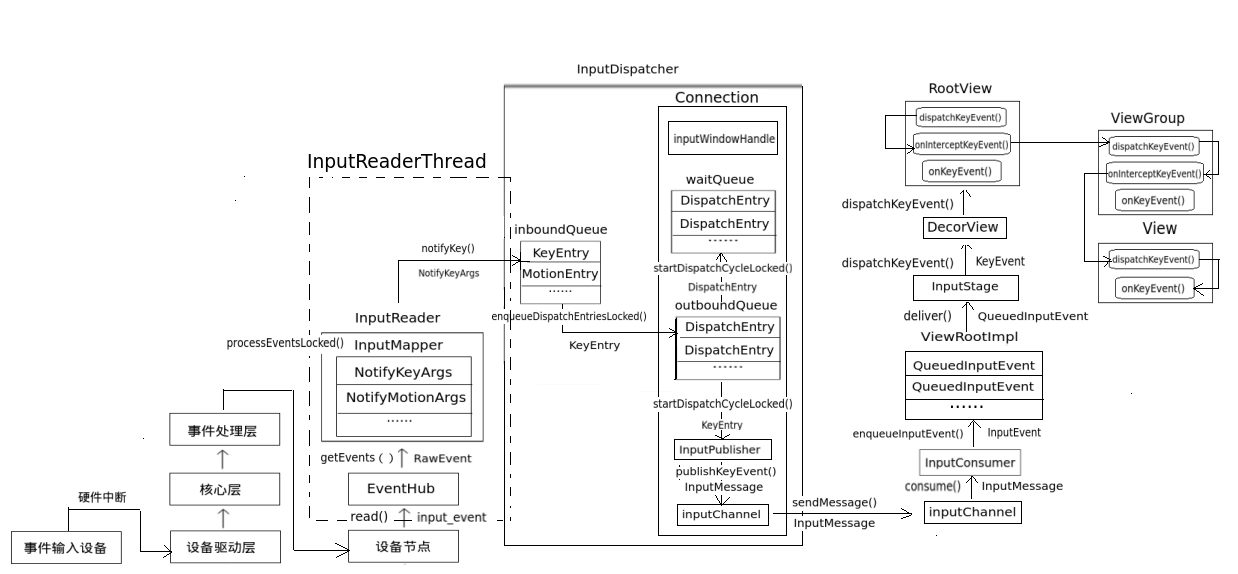 InputDispatcher
Connection
inputWindowHandle
waitQueue
DispatchEntry
DispatchEntry
······
startDispatchCycleLocked()
DispatchEntry
outboundQueue
DispatchEntry
DispatchEntry
······
startDispatchCycleLocked()
KeyEntry
InputPublisher
publishKeyEvent()
InputMessage
inputChannel
InputReaderThread
inboundQueue
KeyEntry
MotionEntry
······
enqueueDispatchEntriesLocked()
KeyEntry
notifyKey()
NotifyKeyArgs
InputReader
processEventsLocked()
InputMapper
NotifyKeyArgs
NotifyMotionArgs
······
getEvents ( )
RawEvent
EventHub
read()
input_event
设备节点
事件处理层
核心层
设备驱动层
硬件中断
事件输入设备
sendMessage()
InputMessage
RootView
dispatchKeyEvent()
onInterceptKeyEvent()
onKeyEvent()
dispatchKeyEvent()
DecorView
dispatchKeyEvent()
KeyEvent
InputStage
deliver()
QueuedInputEvent
ViewRootImpl
QueuedInputEvent
QueuedInputEvent
······
enqueueInputEvent()
InputEvent
InputConsumer
consume()
InputMessage
inputChannel
ViewGroup
dispatchKeyEvent()
onInterceptKeyEvent()
onKeyEvent()
View
dispatchKeyEvent()
onKeyEvent()